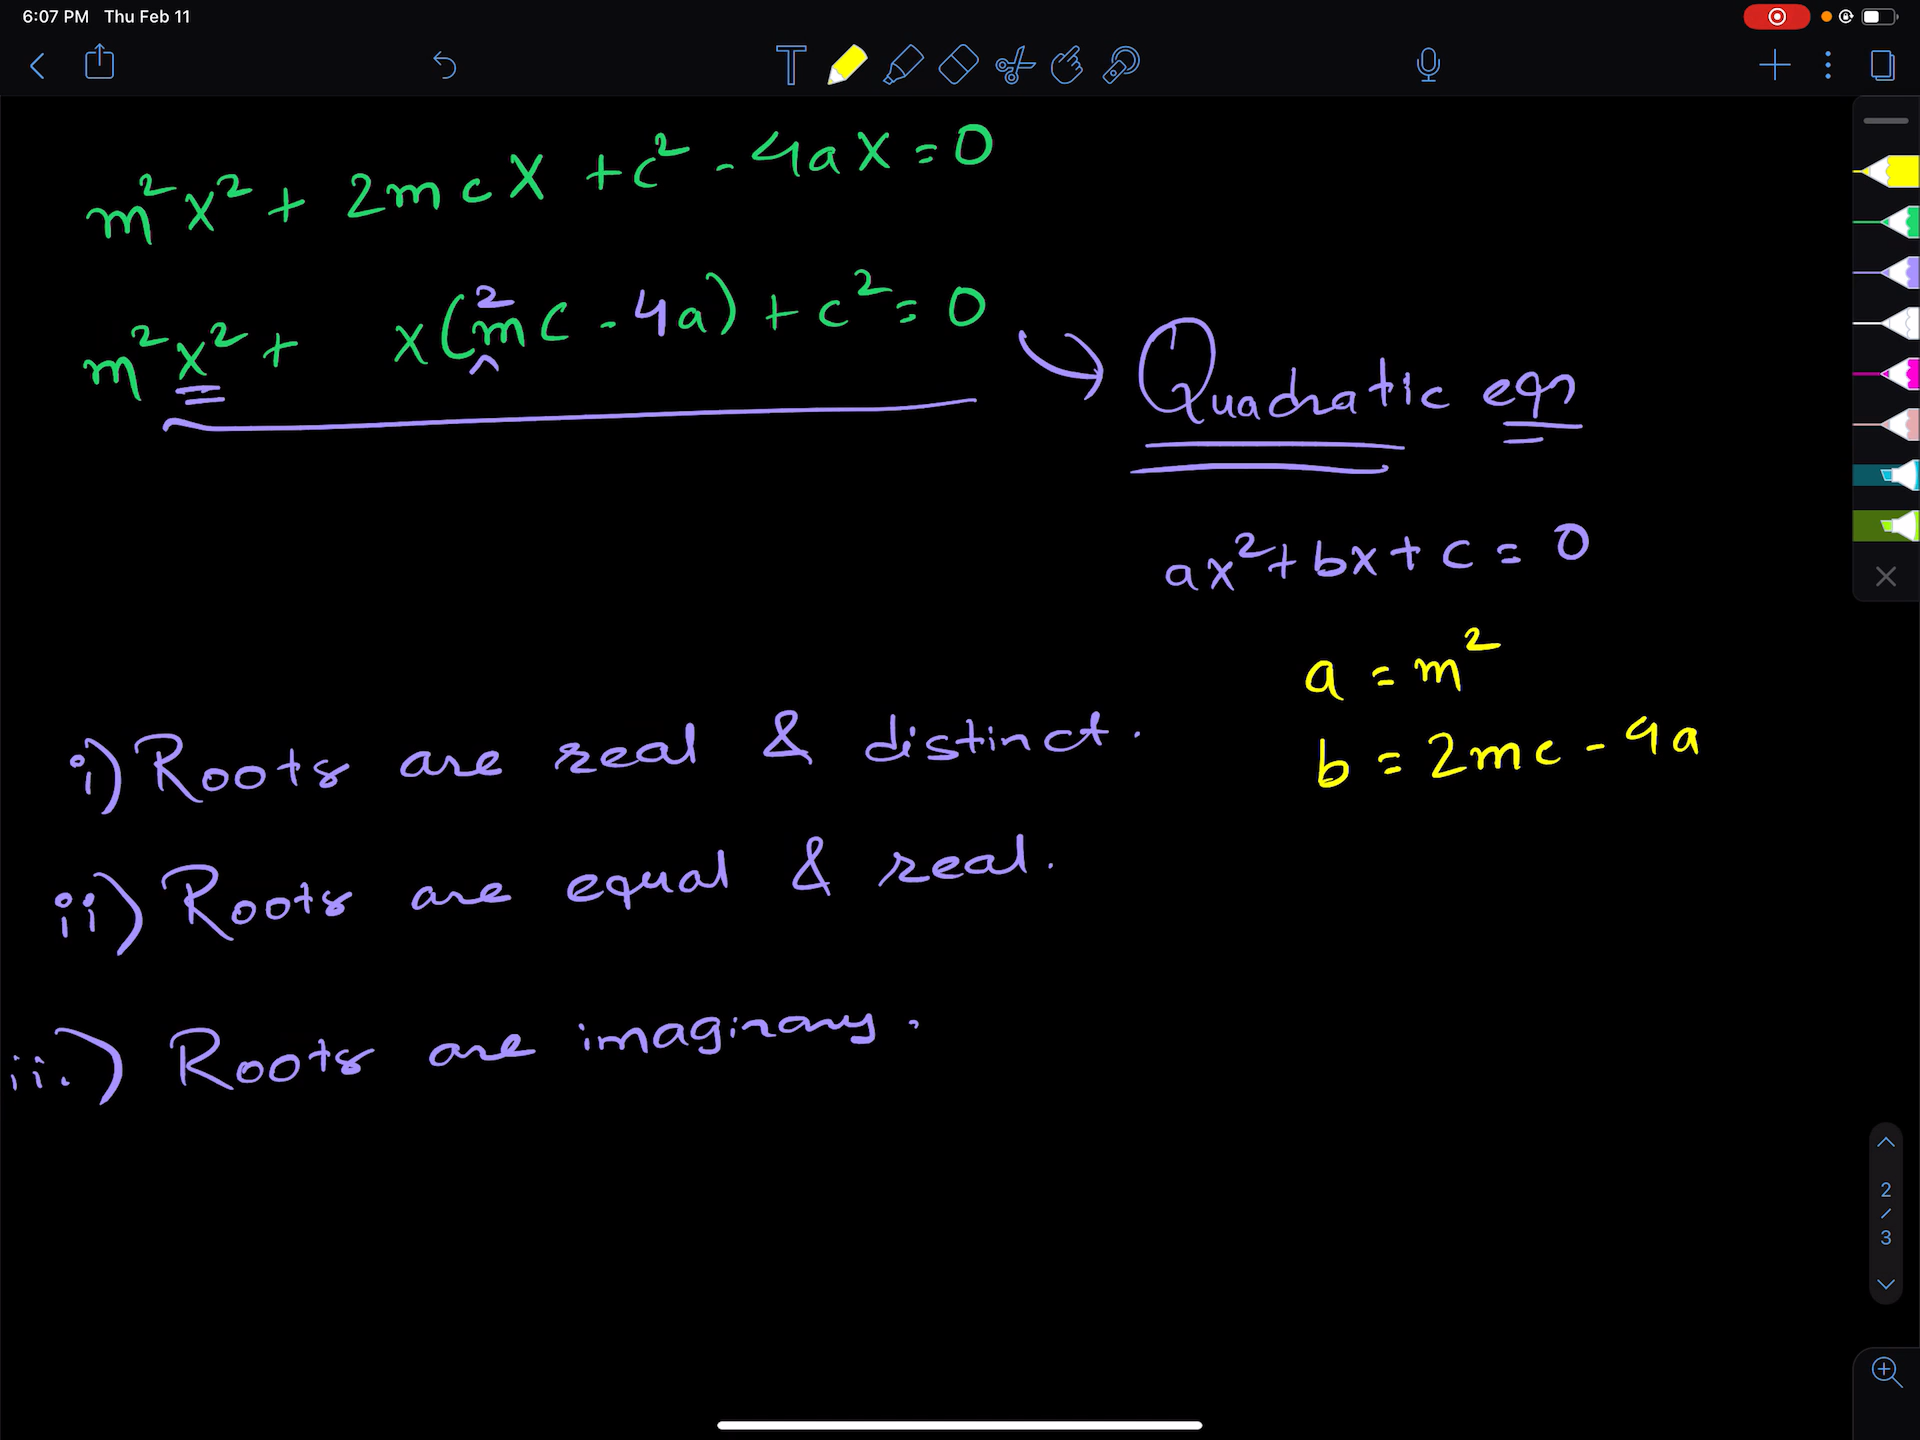 6:07 PM Thu Feb 11
m²x² + 2mcx + c² - 4ax = 0
m²x² + x(2mc - 4a) + c² = 0
Quadratic eqn
ax² + bx + c = 0
a = m²
b = 2mc - 4a
i) Roots are real & distinct.
ii) Roots are equal & real.
iii.) Roots are imaginary.
2
/
3